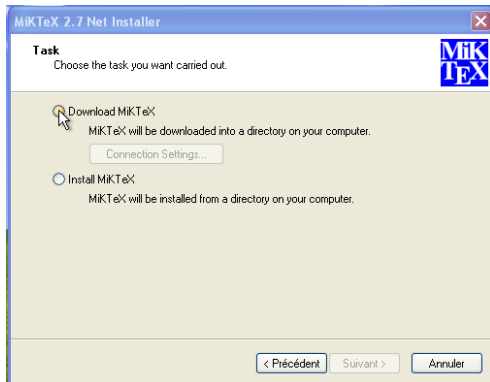 MiKTeX 2.7 Net Installer
Task
Choose the task you want carried out.
MiK
TEX
Download MiKTeX
MiKTeX will be downloaded into a directory on your computer.
Connection Settings...
Install MiKTeX
MiKTeX will be installed from a directory on your computer.
< Précédent Suivant > Annuler